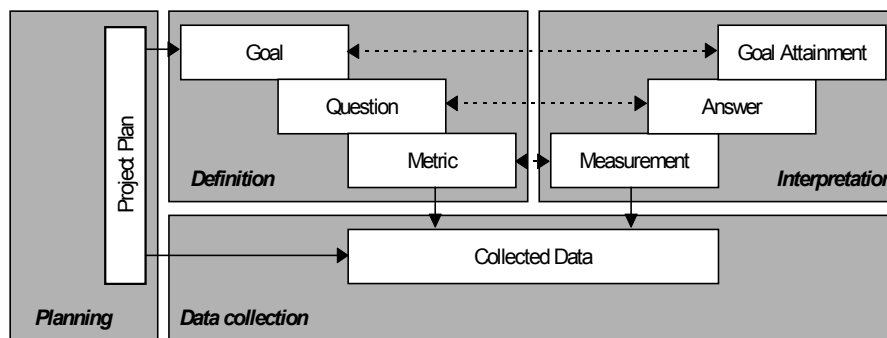 Goal
Goal Attainment
Question
Answer
Project Plan
Metric
Measurement
Definition
Interpretation
Collected Data
Planning
Data collection